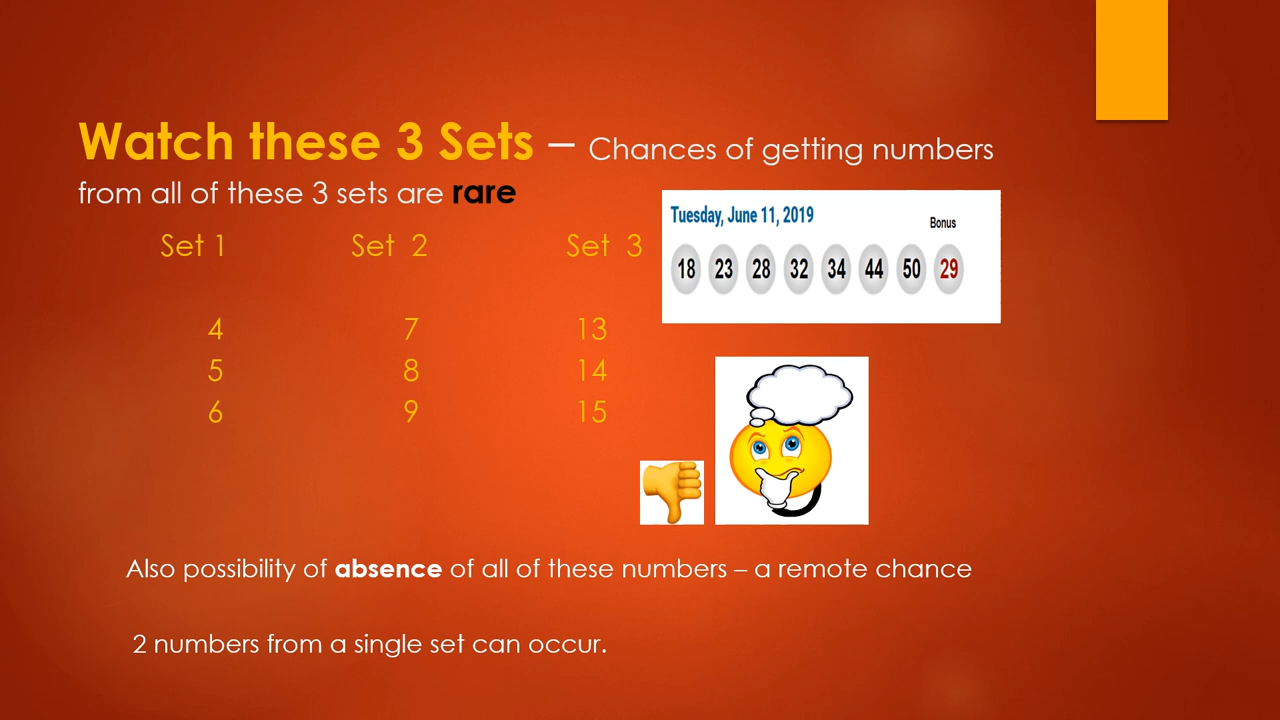 Watch these 3 Sets – Chances of getting numbers
from all of these 3 sets are rare
Tuesday, June 11, 2019
Bonus
18 23 28 32 34 44 50 29
Set 1 Set 2 Set 3
4 7 13
5 8 14
6 9 15
Also possibility of absence of all of these numbers – a remote chance
2 numbers from a single set can occur.